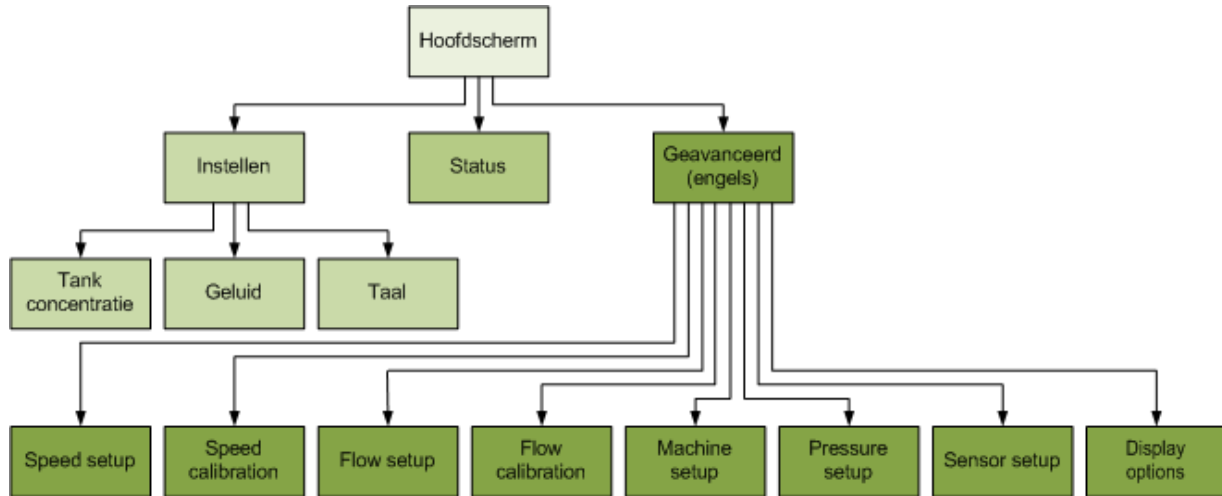 Hoofdscherm
Instellen
Status
Geavanceerd
(engels)
Tank
concentratie
Geluid
Taal
Speed setup
Speed
calibration
Flow setup
Flow
calibration
Machine
setup
Pressure
setup
Sensor setup
Display
options